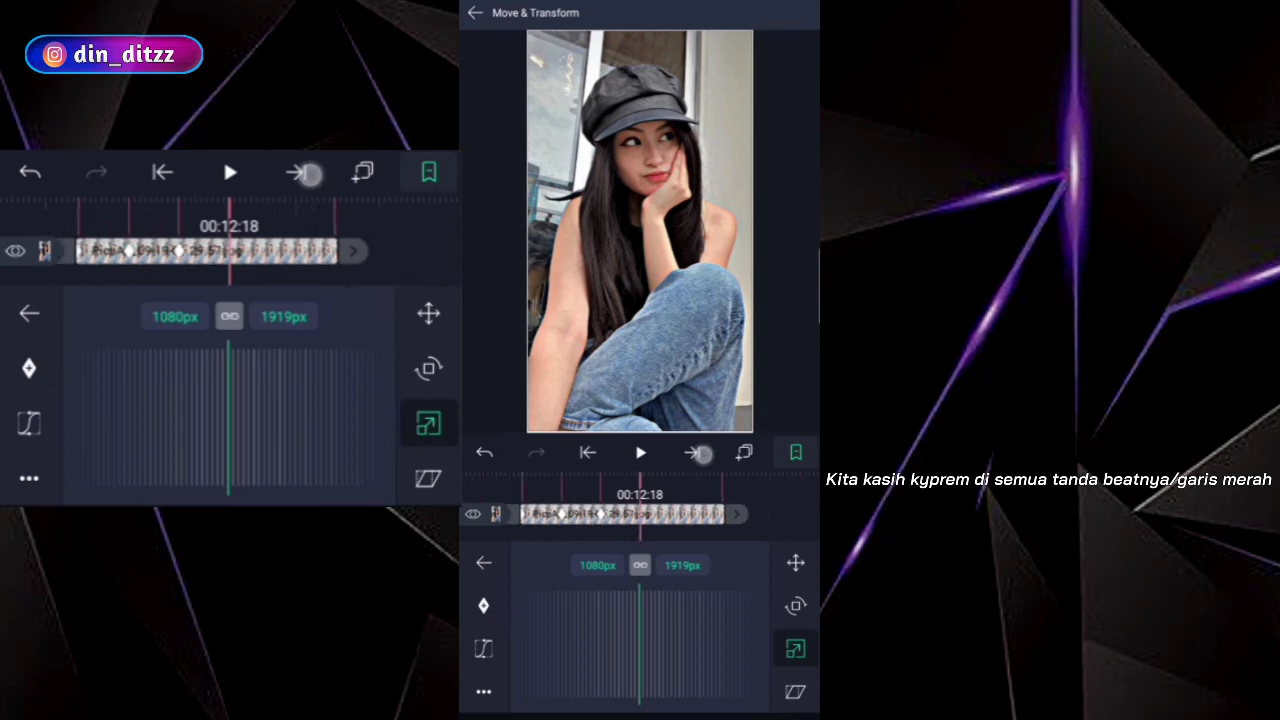 din_ditzz
00:12:18
1080px
1919px
Move & Transform
00:12:18
1080px
1919px
Kita kasih kyprem di semua tanda beatnya/garis merah